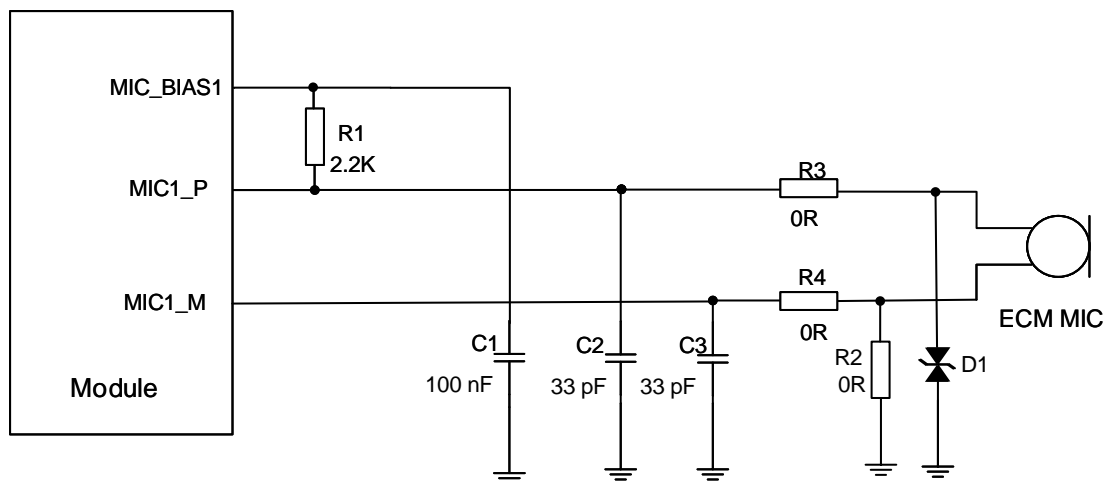 MIC_BIAS1
R1
2.2K
MIC1_P
R3
0R
MIC1_M
R4
0R
ECM MIC
C1
100 nF
C2
33 pF
C3
33 pF
R2
0R
D1
Module